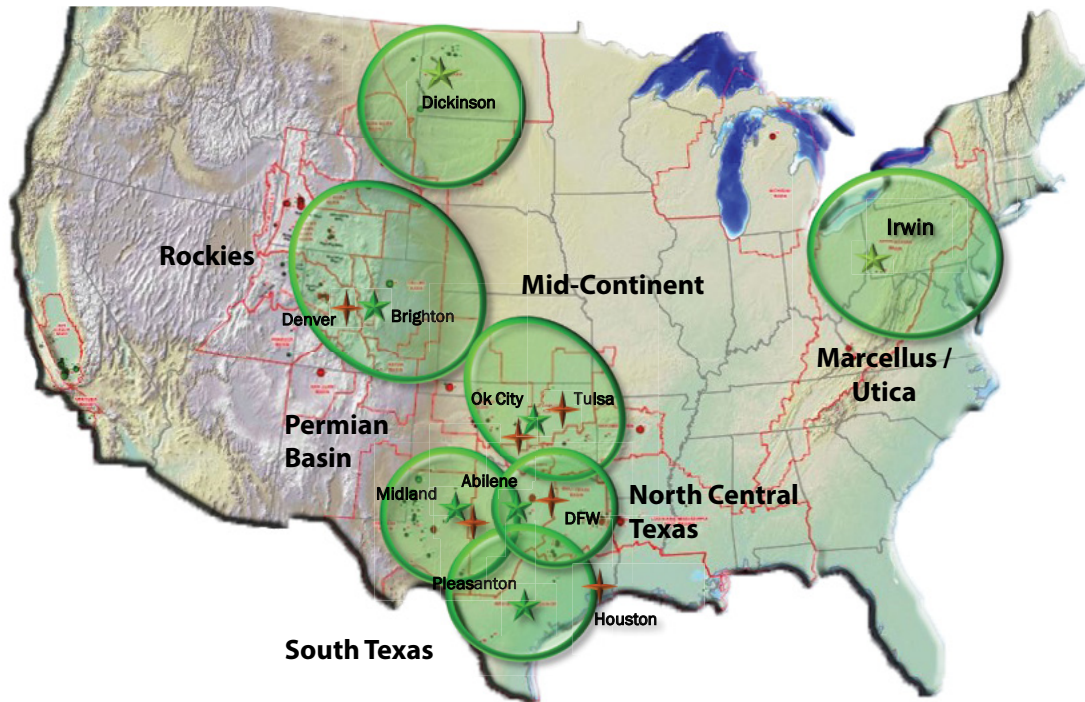 Dickinson
Irwin
Rockies
Mid-Continent
Denver
Brighton
Marcellus /
Utica
Ok City
Tulsa
Permian
Basin
Abilene
Midland
North Central
Texas
DFW
Pleasanton
Houston
South Texas